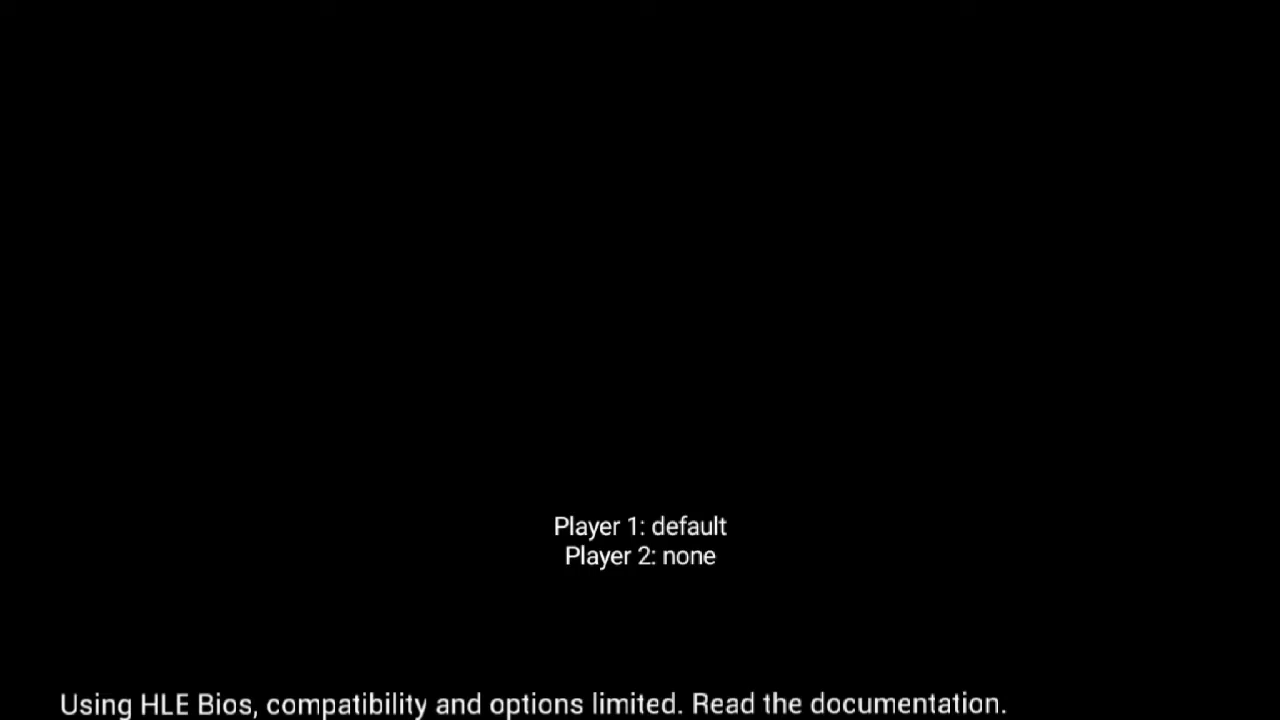 Player 1: default
Player 2: none
Using HLE Bios, compatibility and options limited. Read the documentation.